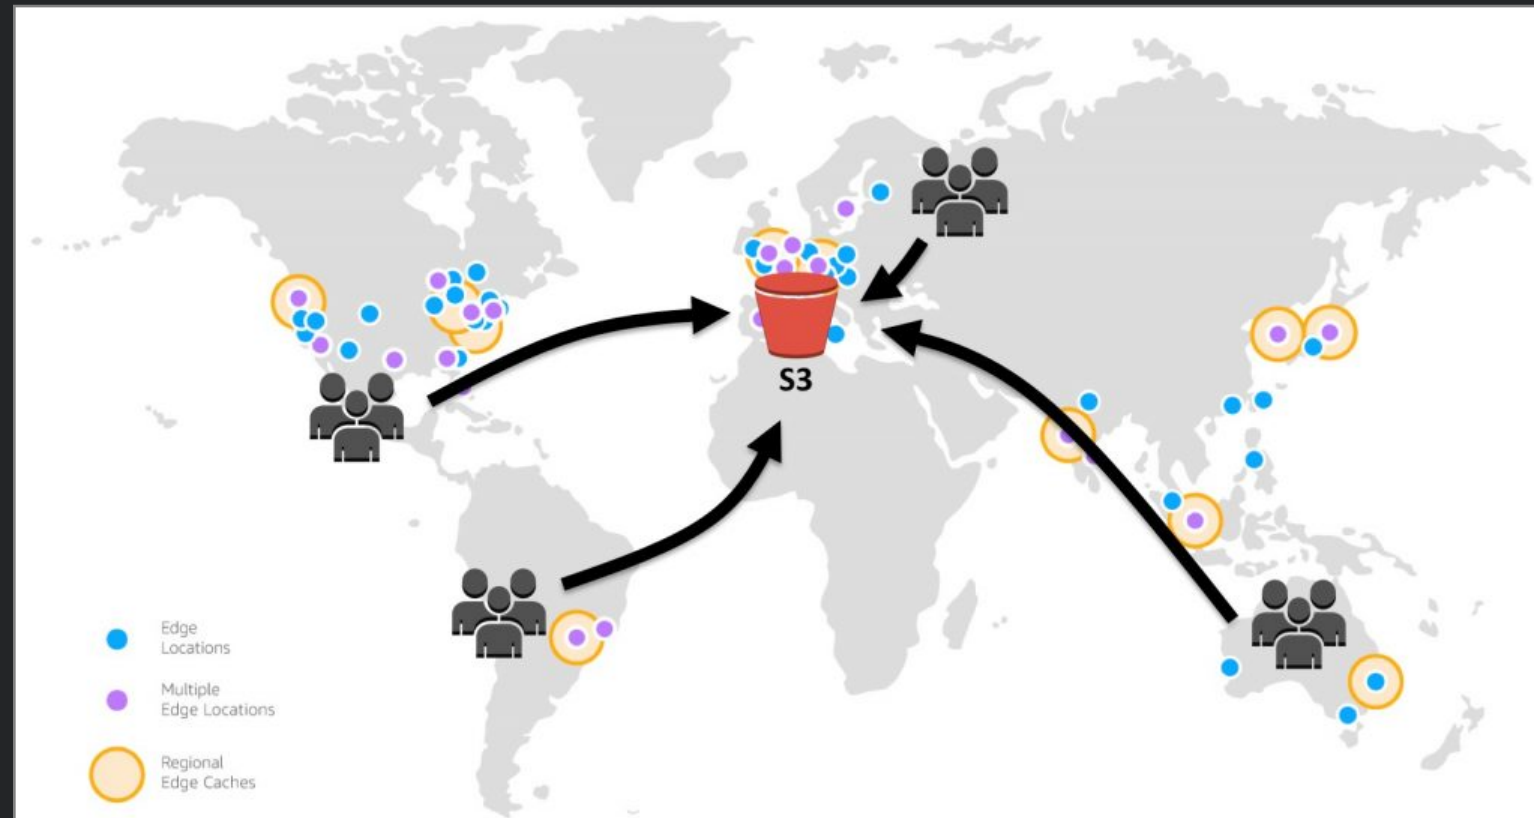 S3
Edge
Locations
Multiple
Edge Locations
Regional
Edge Caches